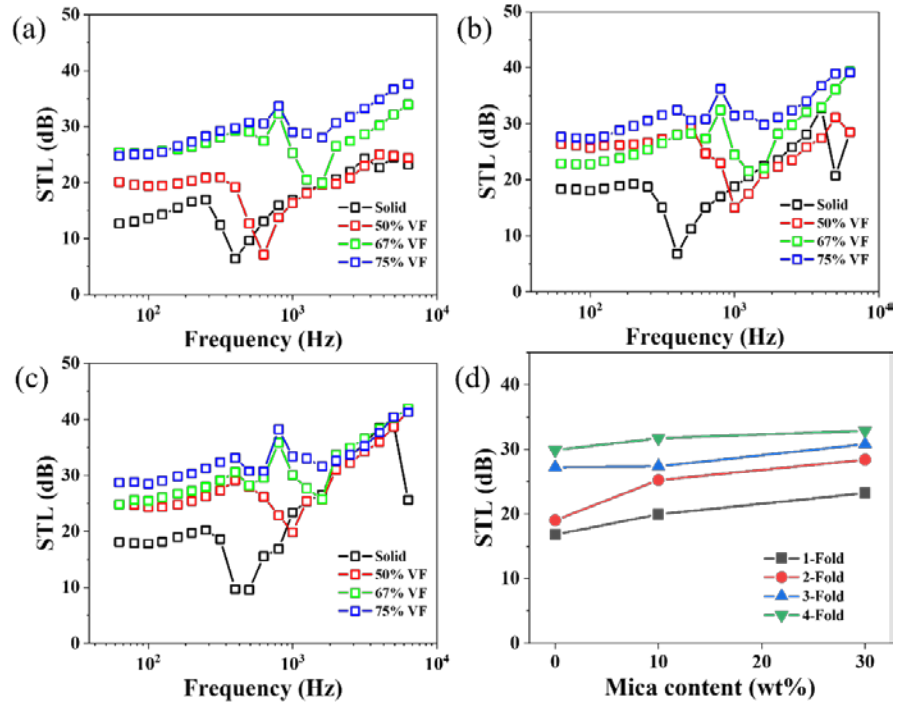 (a)
50
40
30
20
10
0
STL (dB)
10² 10³ 10⁴
Frequency (Hz)
Solid
50% VF
67% VF
75% VF
(b)
50
40
30
20
10
0
STL (dB)
10² 10³ 10⁴
Frequency (Hz)
Solid
50% VF
67% VF
75% VF
(c)
50
40
30
20
10
0
STL (dB)
10² 10³ 10⁴
Frequency (Hz)
Solid
50% VF
67% VF
75% VF
(d)
40
30
20
10
0
STL (dB)
0 10 20 30
Mica content (wt%)
1-Fold
2-Fold
3-Fold
4-Fold